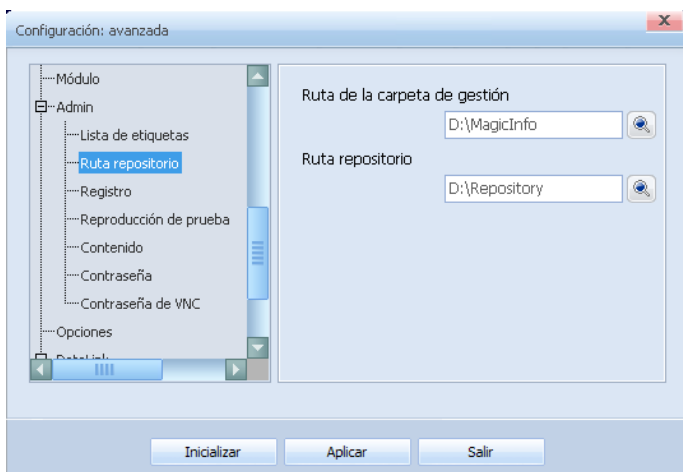 Configuración: avanzada
Módulo
Admin
Lista de etiquetas
Ruta repositorio
Registro
Reproducción de prueba
Contenido
Contraseña
Contraseña de VNC
Opciones
DataLink
Ruta de la carpeta de gestión
D:\MagicInfo
Ruta repositorio
D:\Repository
Inicializar
Aplicar
Salir